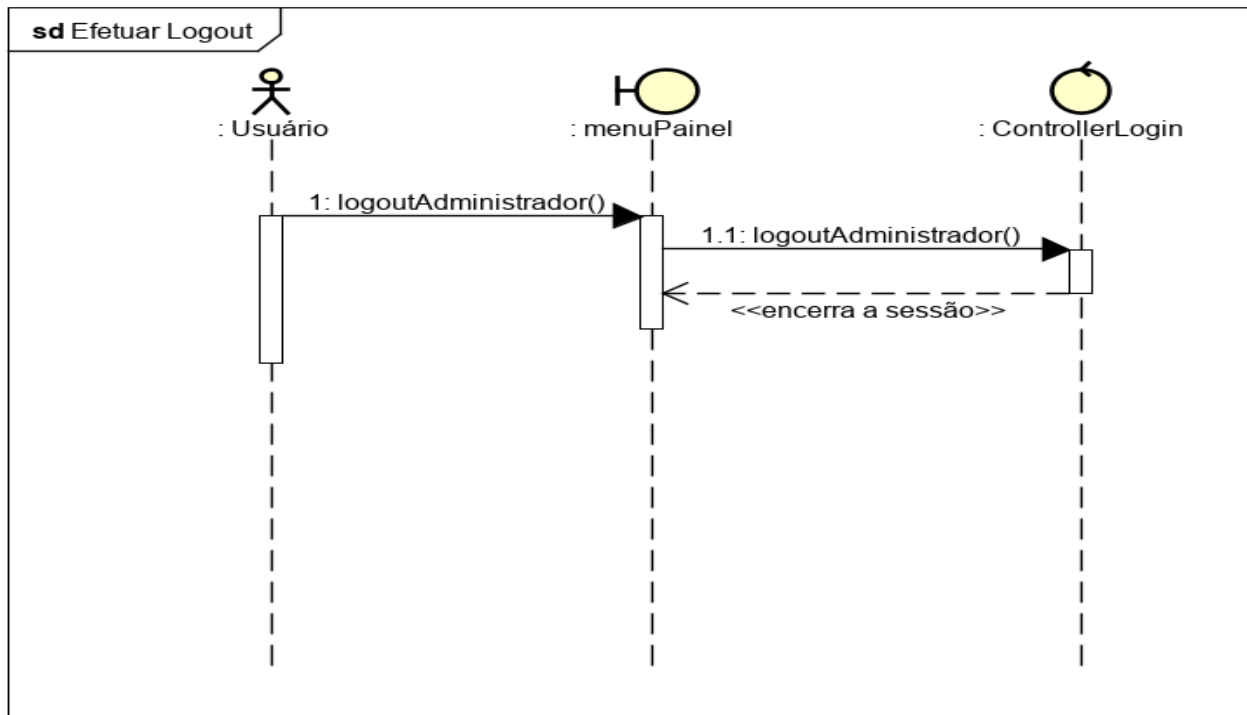 sd Efetuar Logout
: Usuário
: menuPainel
: ControllerLogin
1: logoutAdministrador()
1.1: logoutAdministrador()
<<encerra a sessão>>